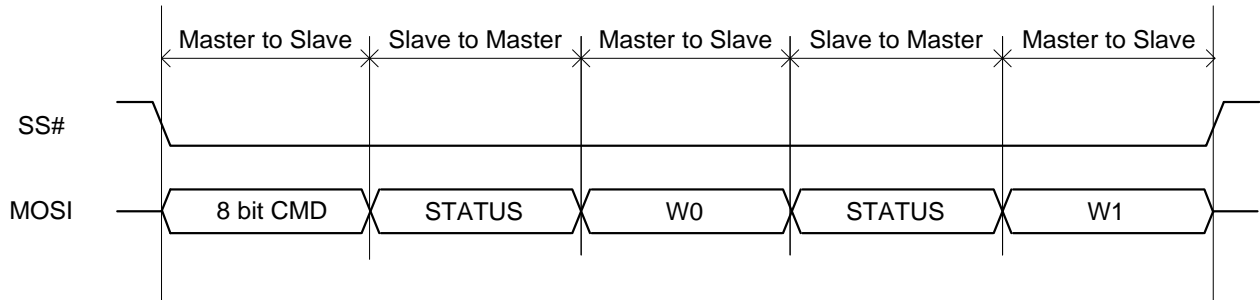 Master to Slave Slave to Master Master to Slave Slave to Master Master to Slave
SS#
MOSI 8 bit CMD STATUS W0 STATUS W1